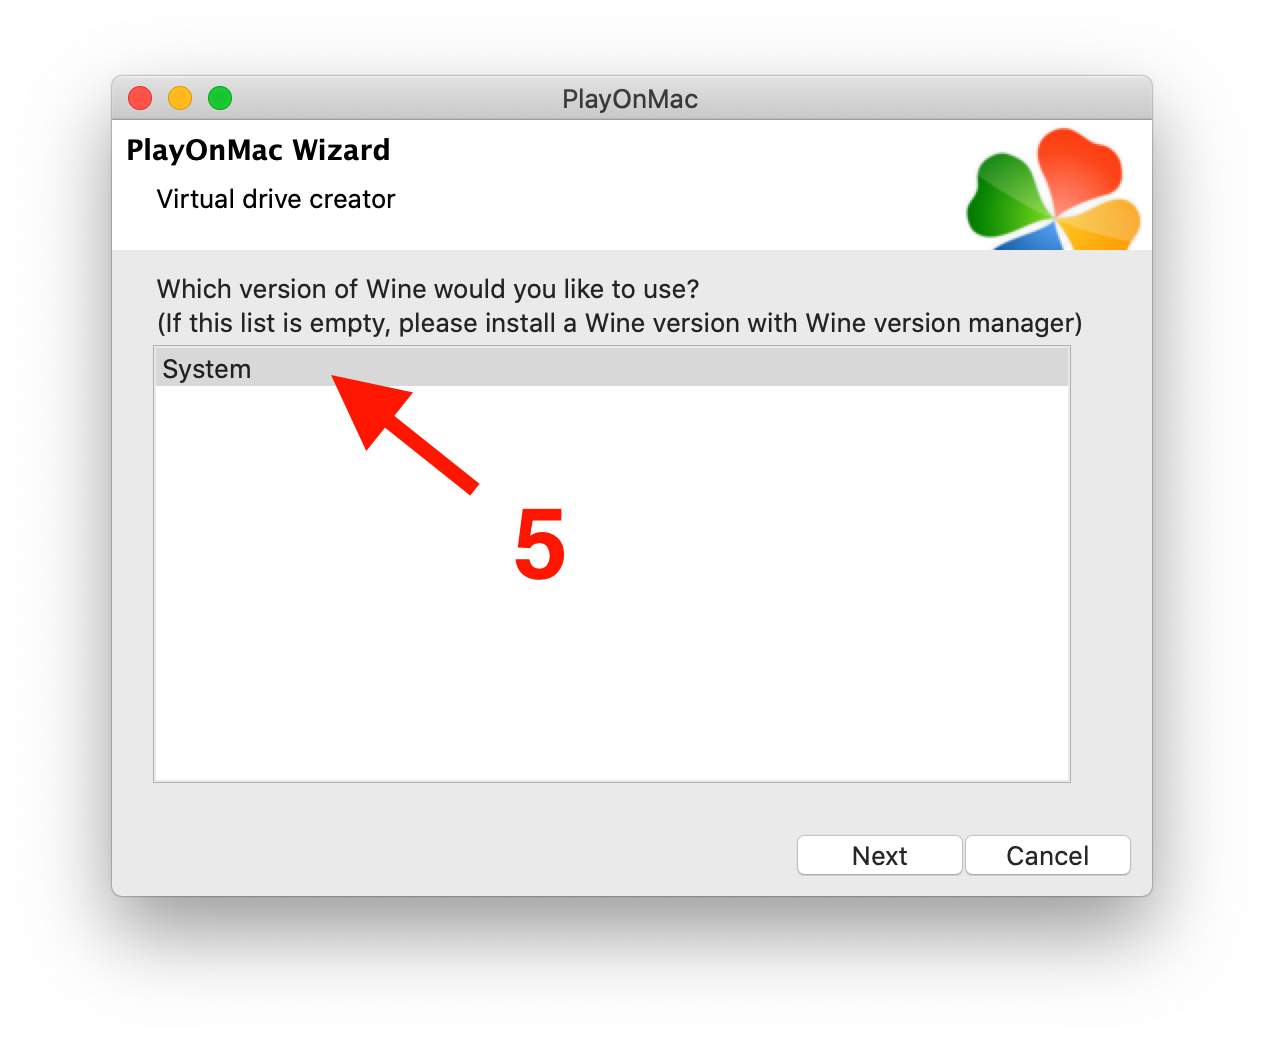 PlayOnMac
PlayOnMac Wizard
Virtual drive creator
Which version of Wine would you like to use?
(If this list is empty, please install a Wine version with Wine version manager)
System
5
Next
Cancel